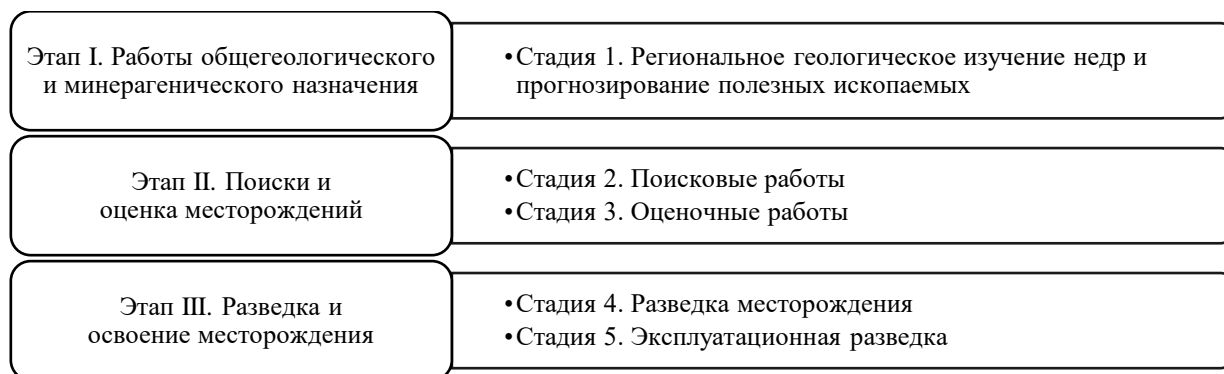 Этап I. Работы общегеологического
и минерагенического назначения
•Стадия 1. Региональное геологическое изучение недр и
прогнозирование полезных ископаемых
Этап II. Поиски и
оценка месторождений
•Стадия 2. Поисковые работы
•Стадия 3. Оценочные работы
Этап III. Разведка и
освоение месторождения
•Стадия 4. Разведка месторождения
•Стадия 5. Эксплуатационная разведка